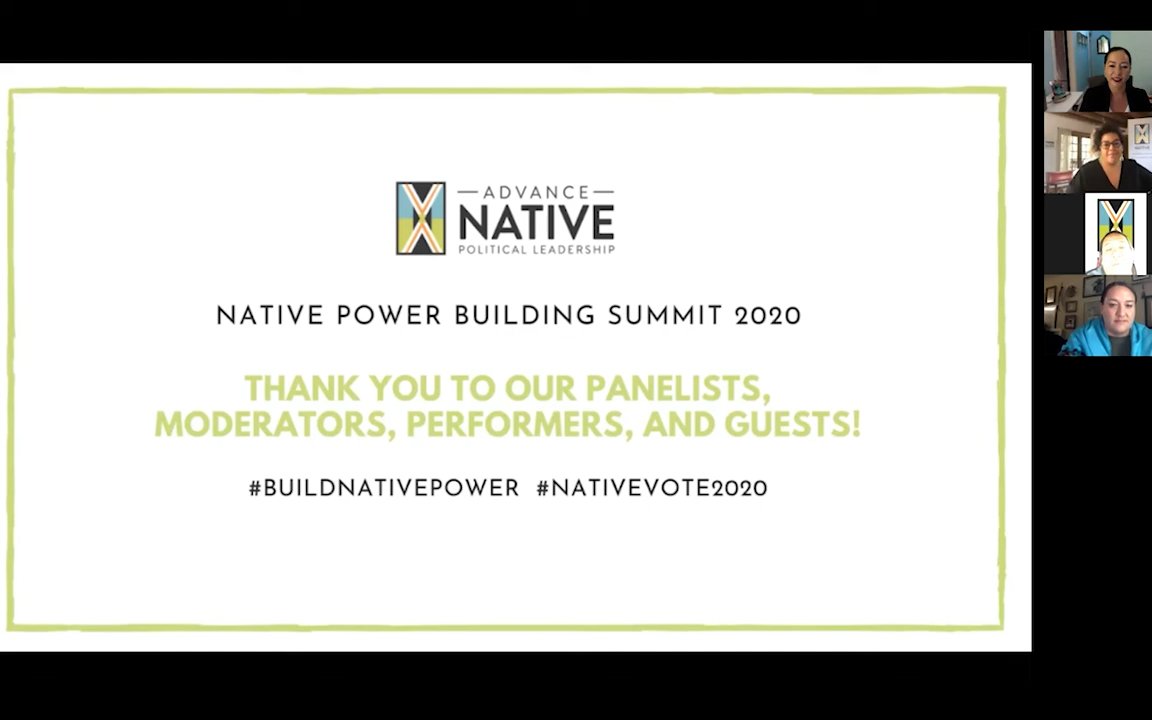 ADVANCE
NATIVE
POLITICAL LEADERSHIP
NATIVE POWER BUILDING SUMMIT 2020
THANK YOU TO OUR PANELISTS,
MODERATORS, PERFORMERS, AND GUESTS!
#BUILDNATIVEPOWER #NATIVEVOTE2020
NATIVE